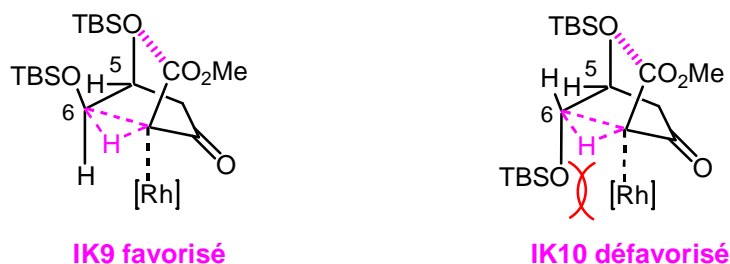 TBSO
5
CO₂Me
TBSO
H
6
H
O
H
[Rh]
IK9 favorisé
TBSO
5
CO₂Me
H
H
6
H
O
TBSO
[Rh]
IK10 défavorisé